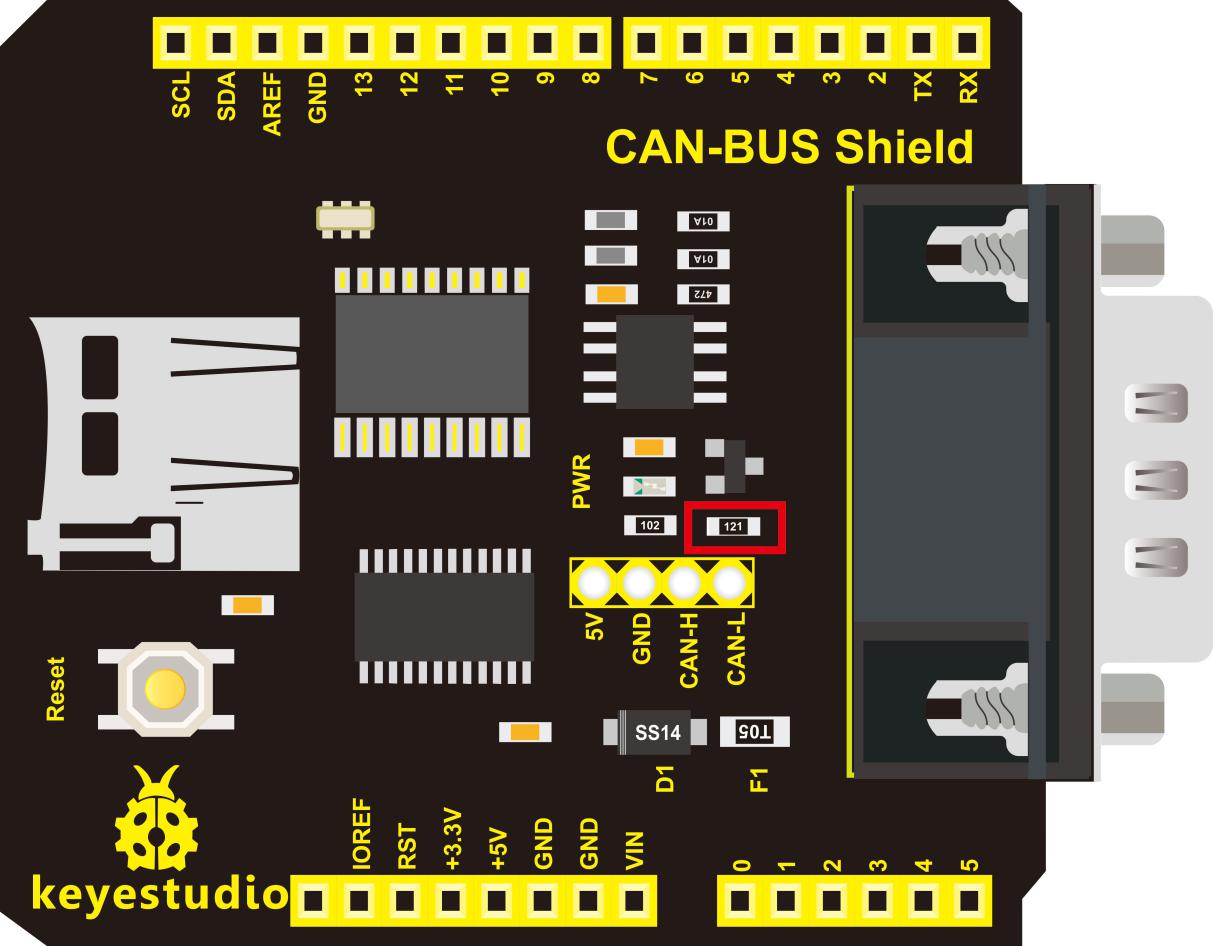 SCL
SDA
AREF
GND
13
12
11
10
9
8
7
6
5
4
3
2
TX
RX
CAN-BUS Shield
01A
01A
472
PWR
102
121
5V
GND
CAN-H
CAN-L
Reset
SS14
T05
D1
F1
IOREF
RST
+3.3V
+5V
GND
GND
VIN
0
1
2
3
4
5
keyestudio